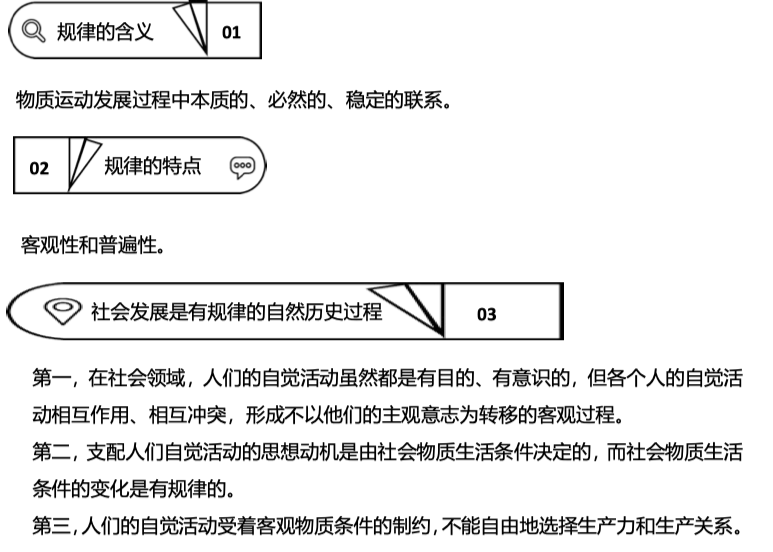 规律的含义 01
物质运动发展过程中本质的、必然的、稳定的联系。
02 规律的特点
客观性和普遍性。
社会发展是有规律的自然历史过程 03
第一，在社会领域，人们的自觉活动虽然都是有目的、有意识的，但各个人的自觉活
动相互作用、相互冲突，形成不以他们的主观意志为转移的客观过程。
第二，支配人们自觉活动的思想动机是由社会物质生活条件决定的，而社会物质生活
条件的变化是有规律的。
第三，人们的自觉活动受着客观物质条件的制约，不能自由地选择生产力和生产关系。